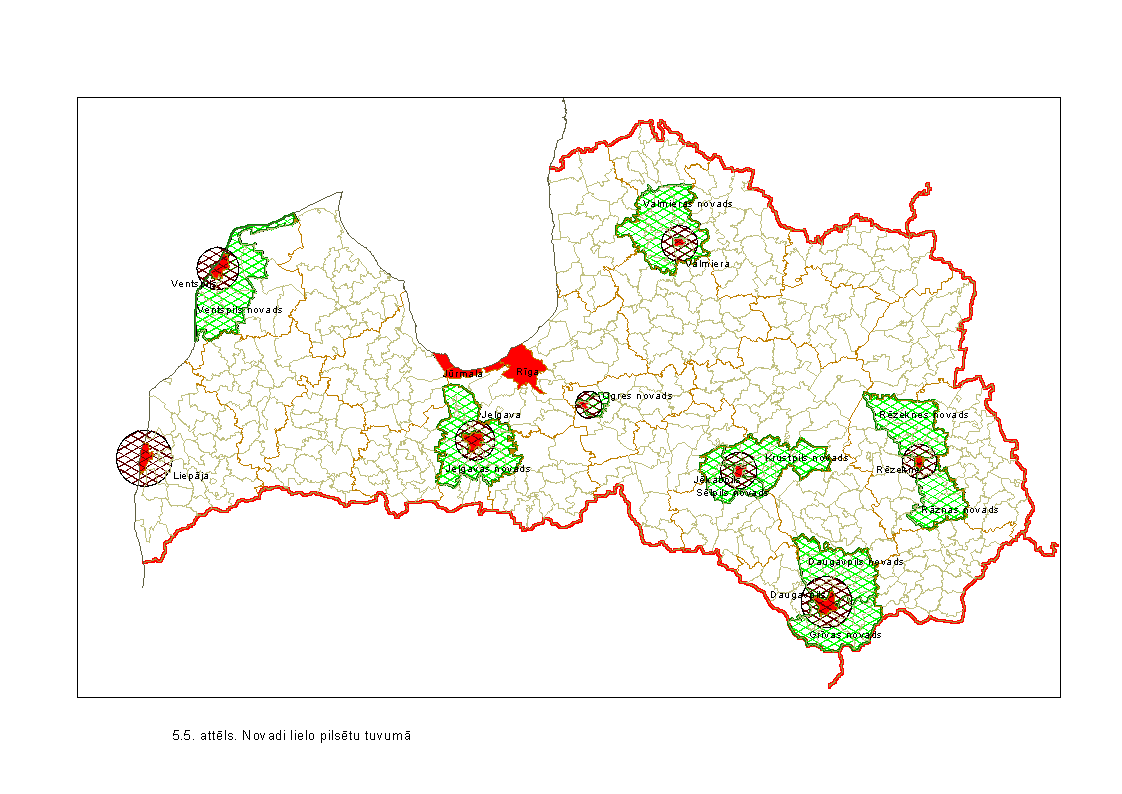 Valmieras novads
Valmiera
Ventspils
Ventspils novads
Jūrmala
Rīga
Ogres novads
Jelgava
Jelgavas novads
Liepāja
Krustpils novads
Jēkabpils
Sēlpils novads
Rēzeknes novads
Rēzekne
Rāznas novads
Daugavpils novads
Daugavpils
Grīvas novads
5.5. attēls. Novadi lielo pilsētu tuvumā